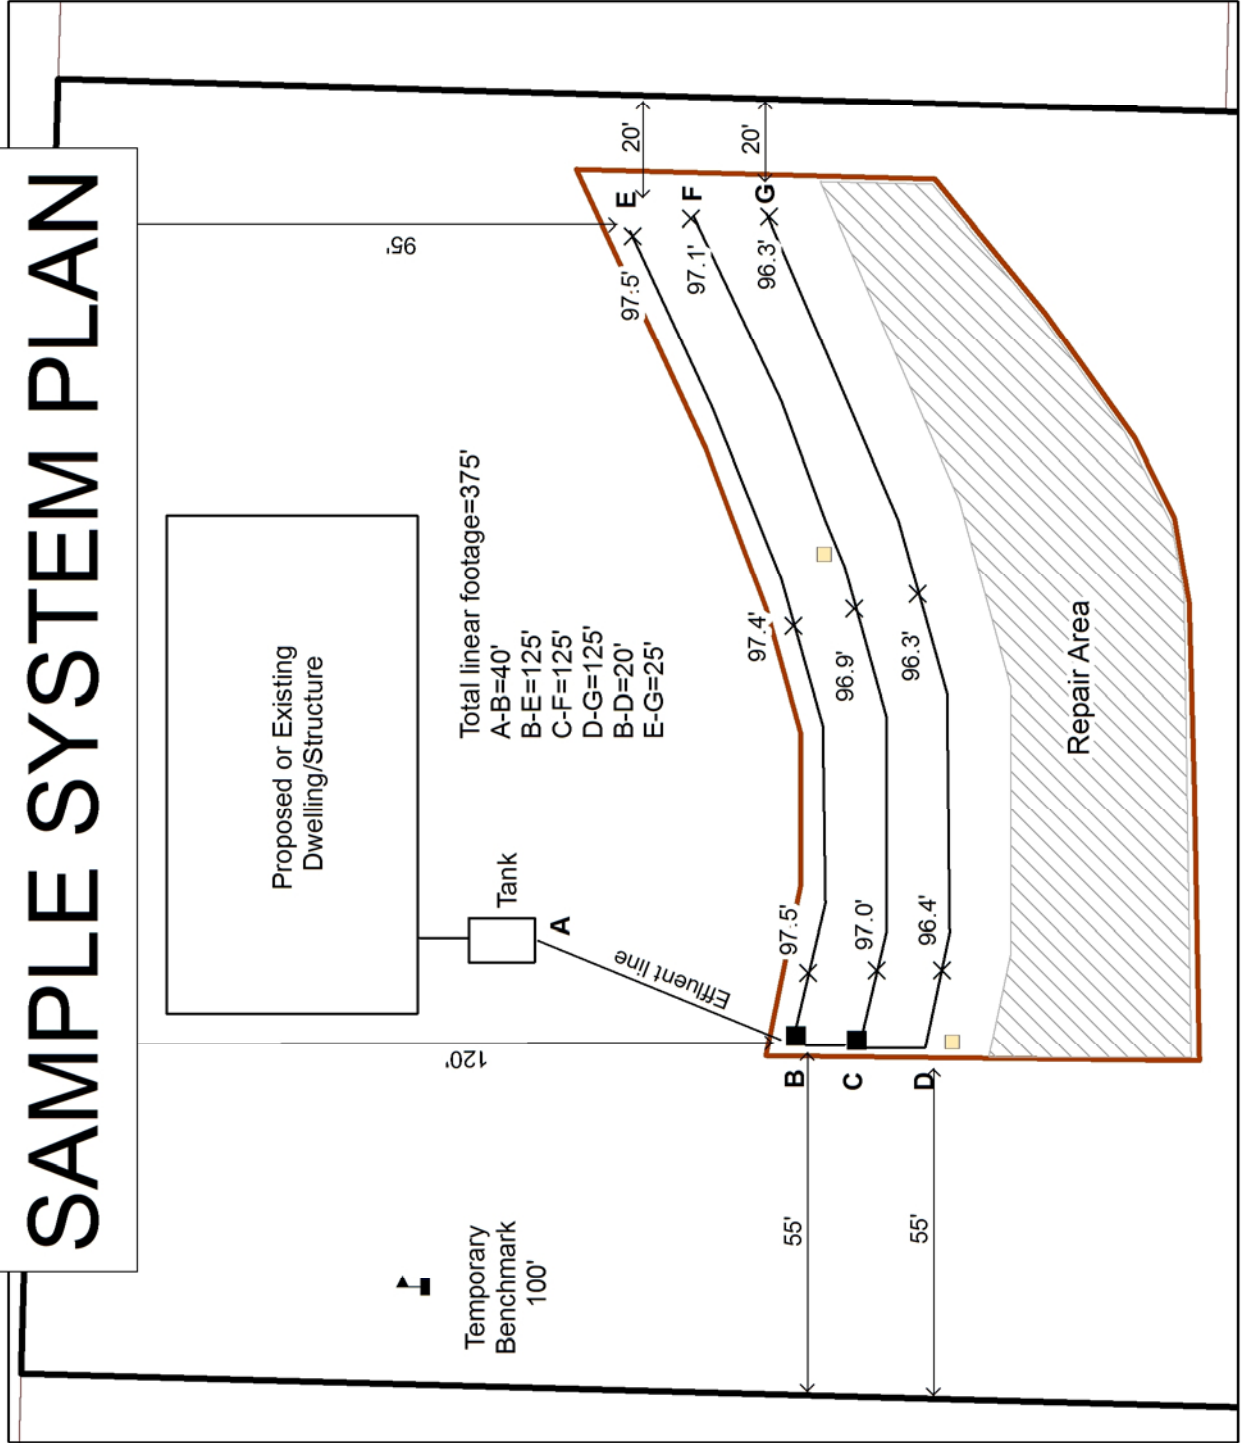 SAMPLE SYSTEM PLAN
Proposed or Existing
Dwelling/Structure
95'
120'
Tank
A
Effluent line
Total linear footage=375'
A-B=40'
B-E=125'
C-F=125'
D-G=125'
B-D=20'
E-G=25'
Temporary
Benchmark
100'
20'
20'
E
F
G
97.5'
97.1'
96.3'
97.4'
96.9'
96.3'
97.5'
97.0'
96.4'
B
C
D
55'
55'
Repair Area